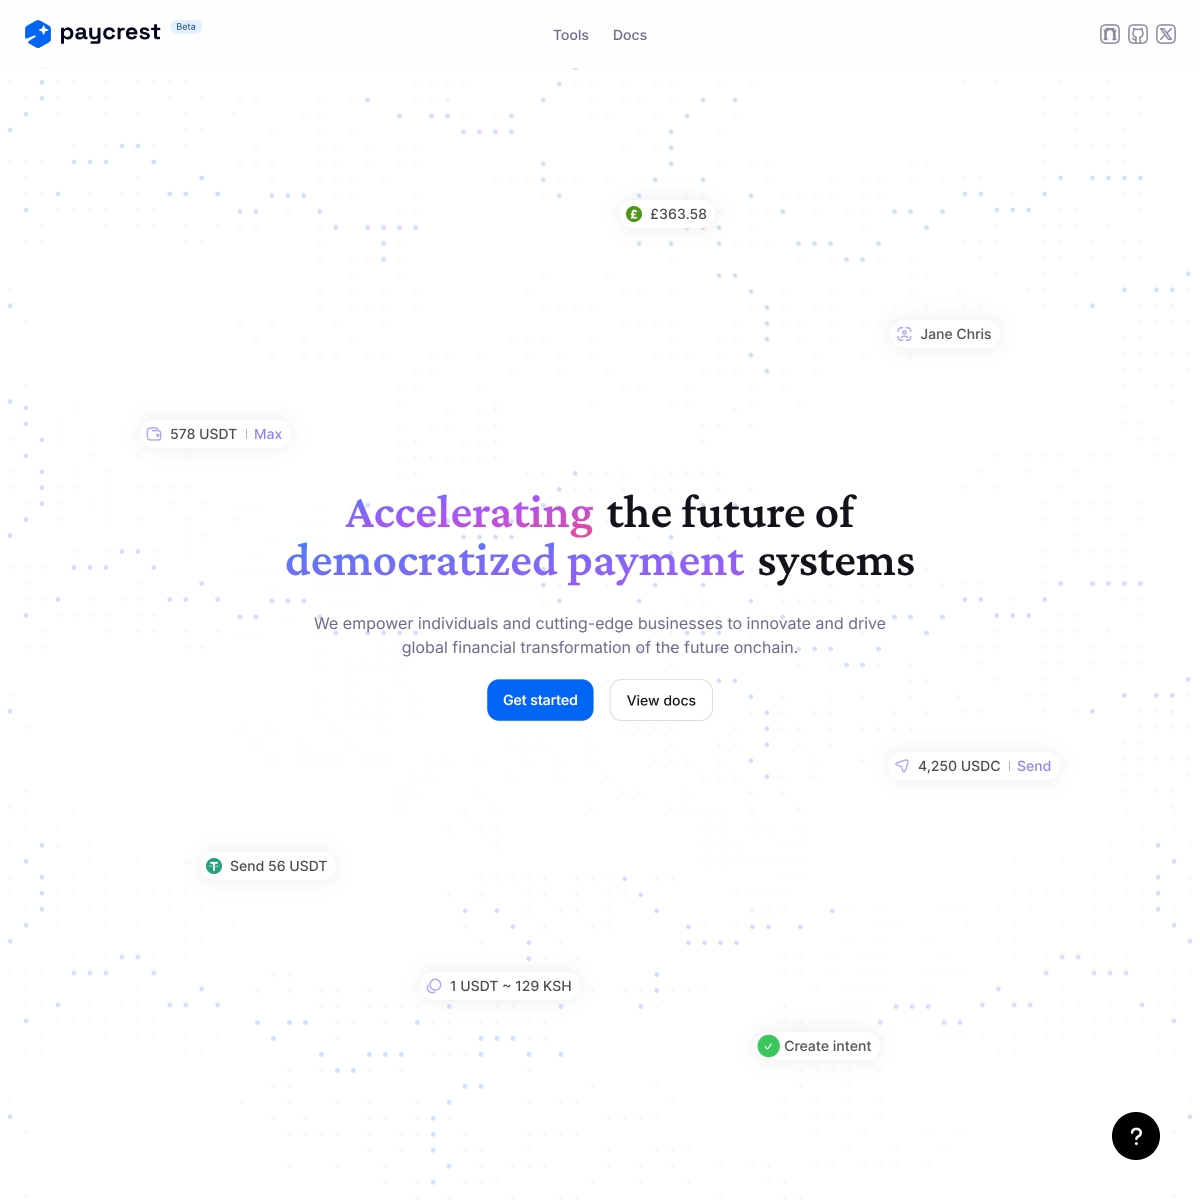 paycrest Beta
Tools Docs
£ £363.58
Jane Chris
578 USDT | Max
Accelerating the future of
democratized payment systems
We empower individuals and cutting-edge businesses to innovate and drive
global financial transformation of the future onchain.
Get started View docs
4,250 USDC | Send
Send 56 USDT
1 USDT ~ 129 KSH
Create intent
?